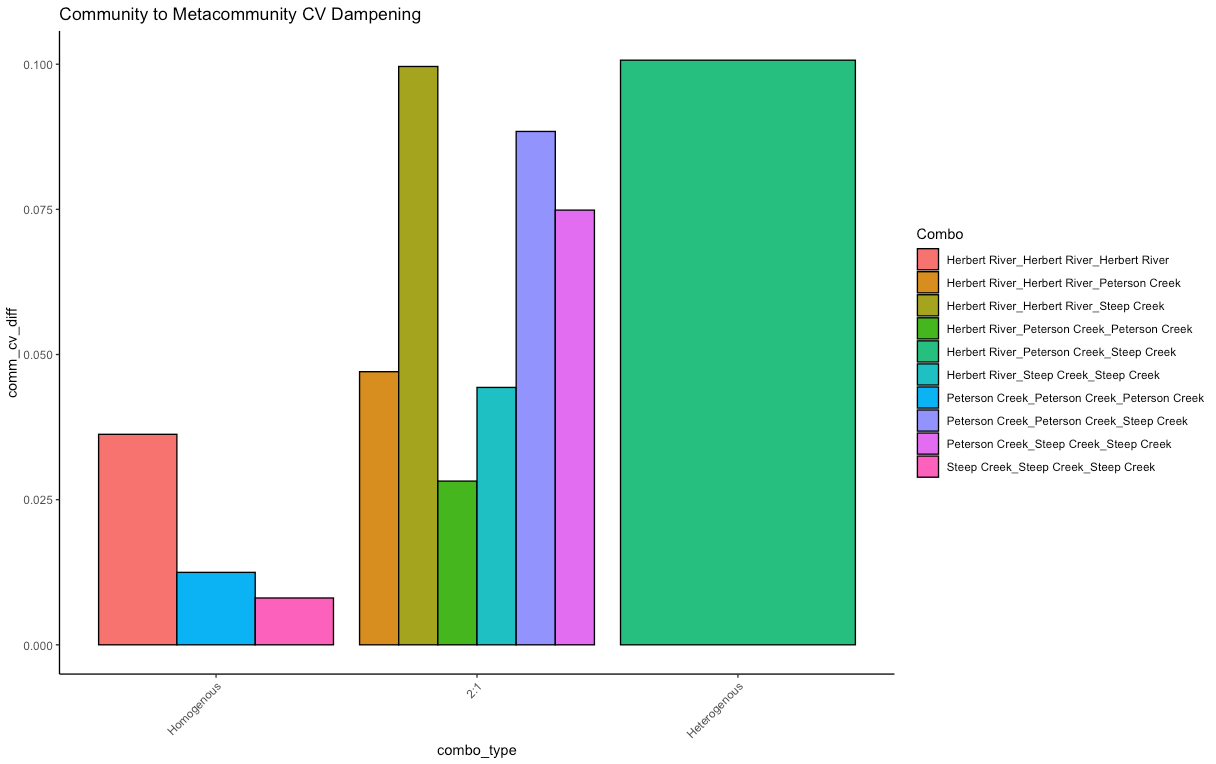 Community to Metacommunity CV Dampening
comm_cv_diff
0.100
0.075
0.050
0.025
0.000
Homogenous
2:1
Heterogenous
combo_type
Combo
Herbert River_Herbert River_Herbert River
Herbert River_Herbert River_Peterson Creek
Herbert River_Herbert River_Steep Creek
Herbert River_Peterson Creek_Peterson Creek
Herbert River_Peterson Creek_Steep Creek
Herbert River_Steep Creek_Steep Creek
Peterson Creek_Peterson Creek_Peterson Creek
Peterson Creek_Peterson Creek_Steep Creek
Peterson Creek_Steep Creek_Steep Creek
Steep Creek_Steep Creek_Steep Creek